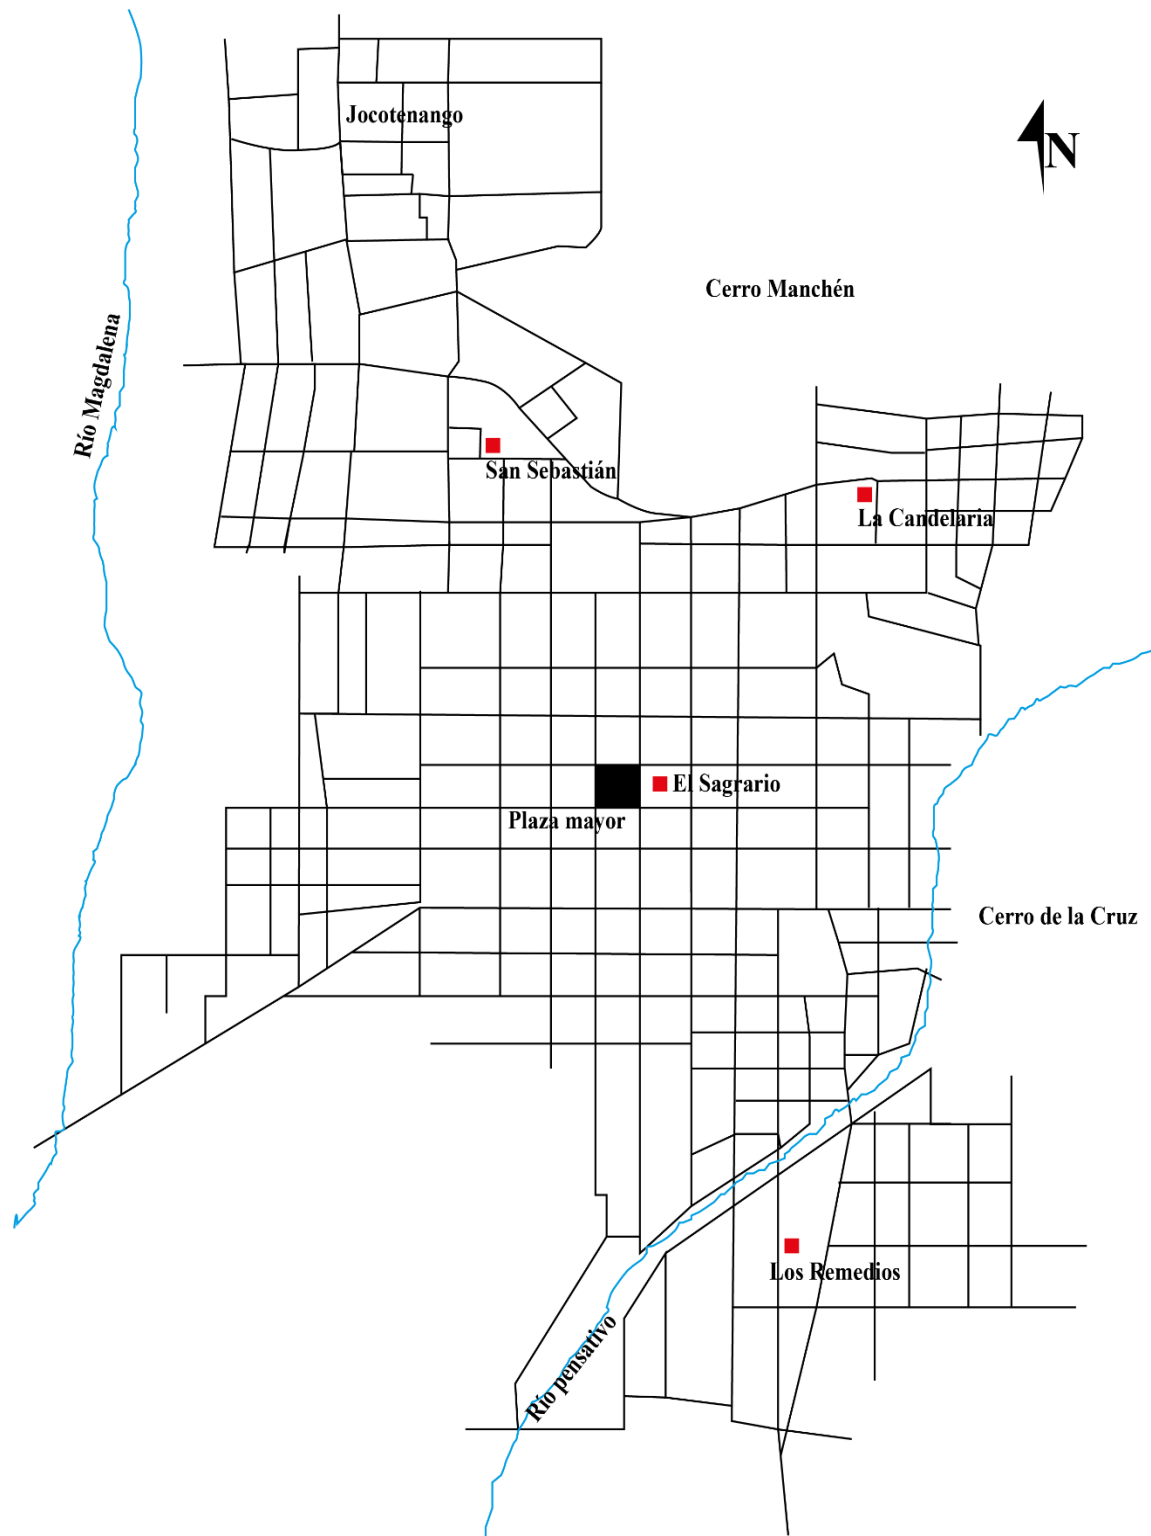 Jocotenango
N
Cerro Manchén
Río Magdalena
San Sebastián
La Candelaria
El Sagrario
Plaza mayor
Cerro de la Cruz
Los Remedios
Río pensativo